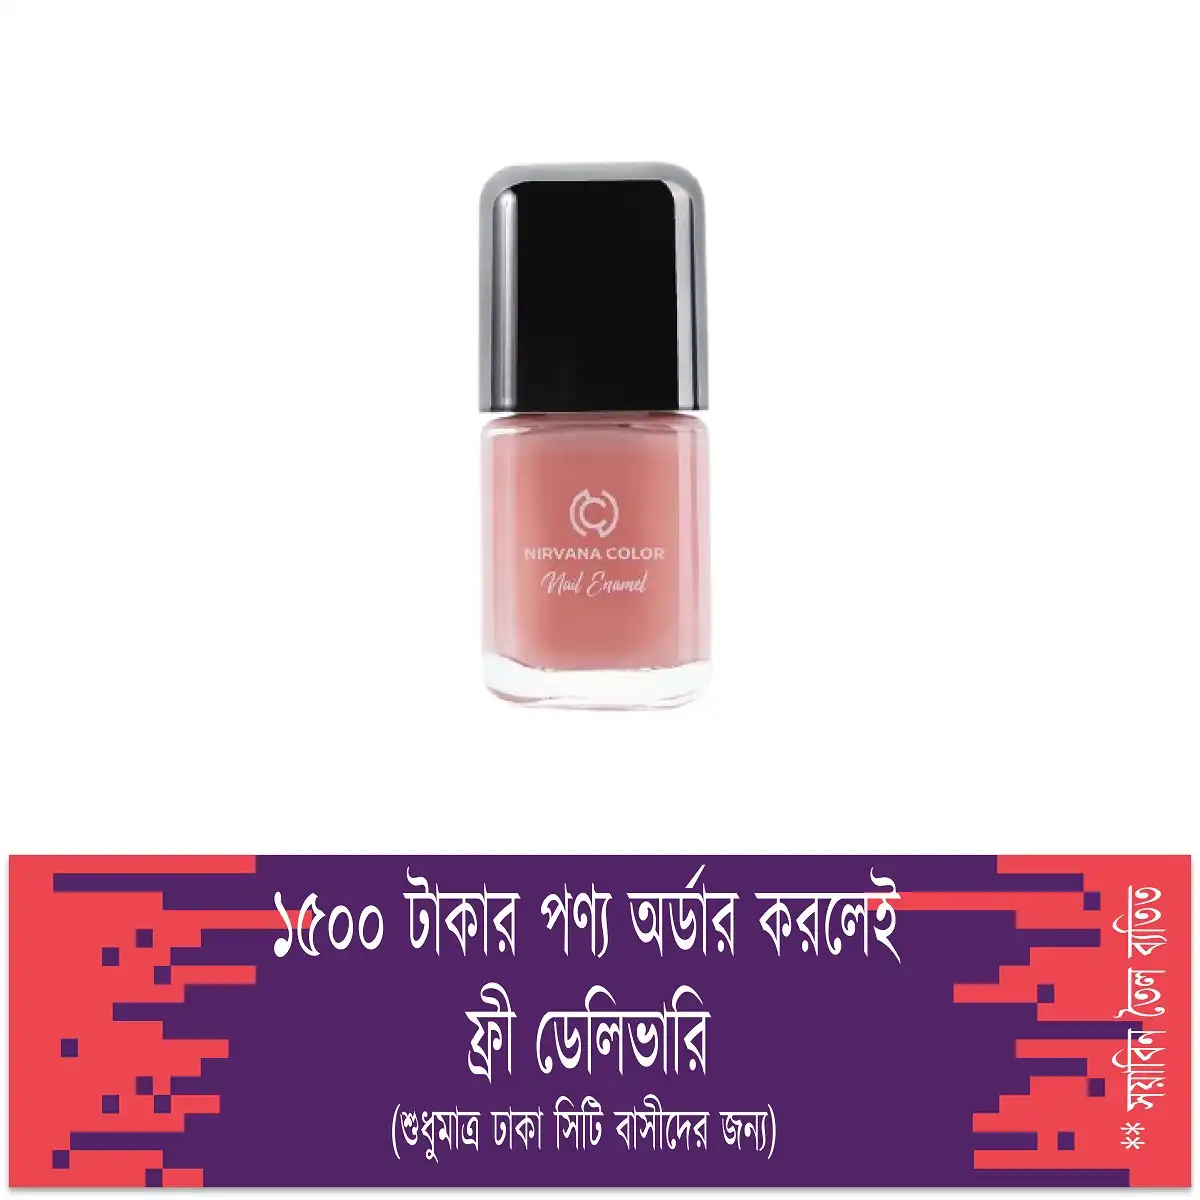 NIRVANA COLOR
Nail Enamel
১৫০০ টাকার পণ্য অর্ডার করলেই
ফ্রী ডেলিভারি
(শুধুমাত্র ঢাকা সিটি বাসীদের জন্য)
** সয়াবিন তৈল ব্যতিত